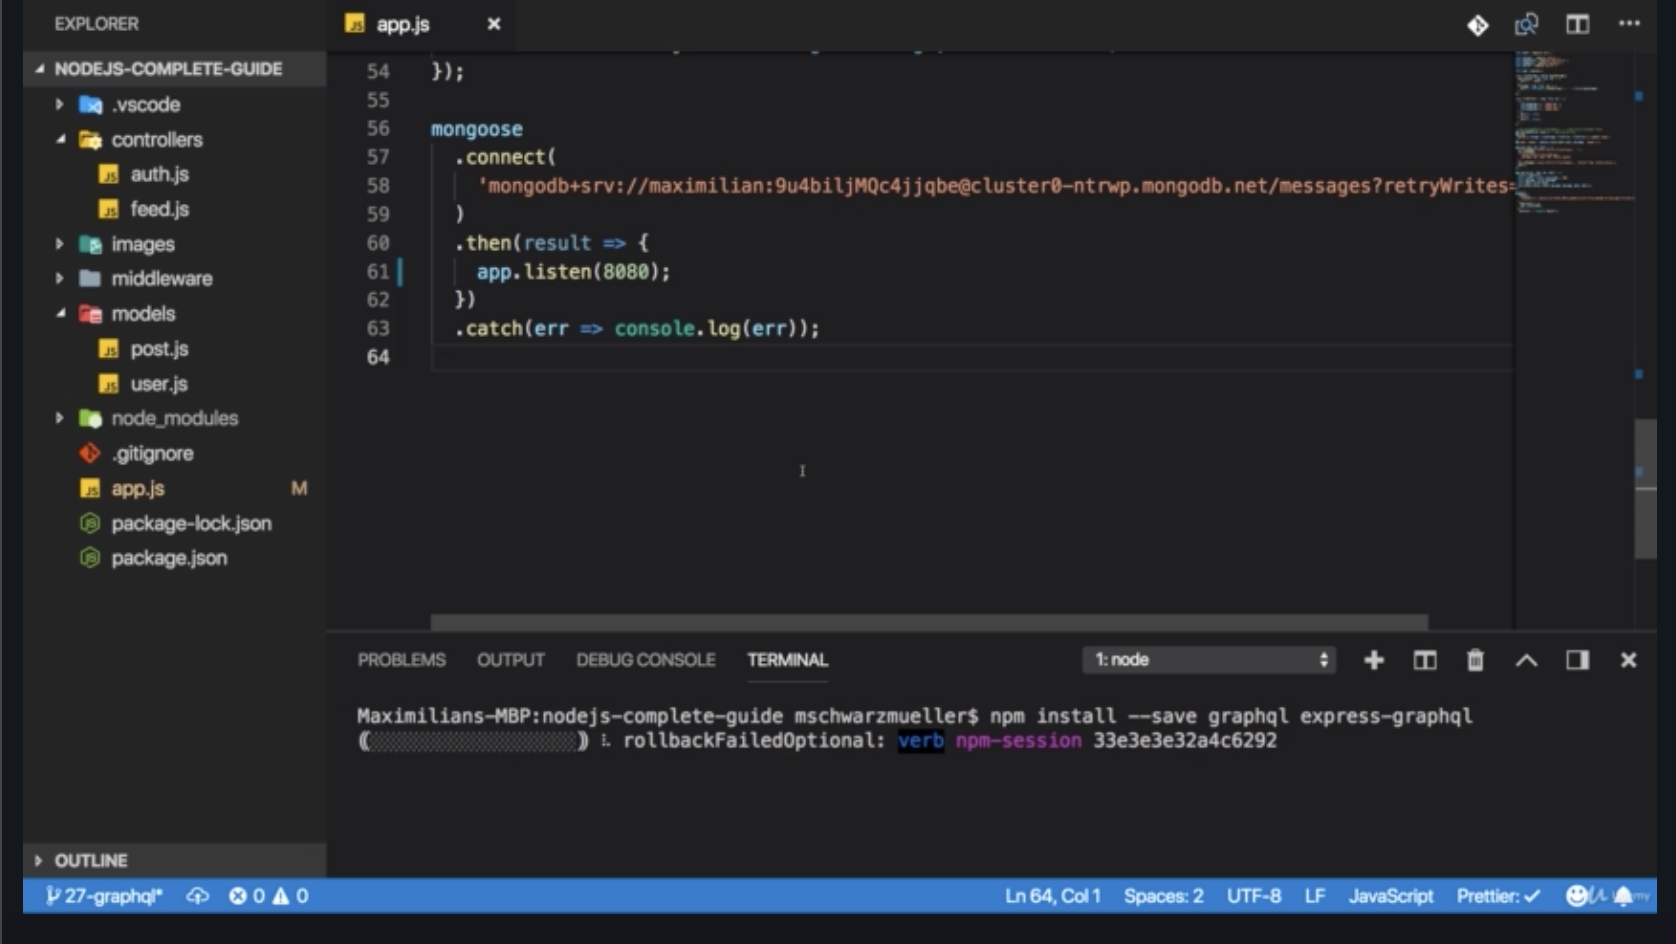 EXPLORER
NODEJS-COMPLETE-GUIDE
.vscode
controllers
auth.js
feed.js
images
middleware
models
post.js
user.js
node_modules
.gitignore
app.js M
package-lock.json
package.json
OUTLINE
app.js
54 });
55
56 mongoose
57 .connect(
58 'mongodb+srv://maximilian:9u4biljMQc4jjqbe@cluster0-ntrwp.mongodb.net/messages?retryWrites=
59 )
60 .then(result => {
61 app.listen(8080);
62 })
63 .catch(err => console.log(err));
64
PROBLEMS OUTPUT DEBUG CONSOLE TERMINAL 1: node
Maximilians-MBP:nodejs-complete-guide mschwarzmueller$ npm install --save graphql express-graphql
rollbackFailedOptional: verb npm-session 33e3e3e32a4c6292
27-graphql* 0 0 Ln 64, Col 1 Spaces: 2 UTF-8 LF JavaScript Prettier: ✓